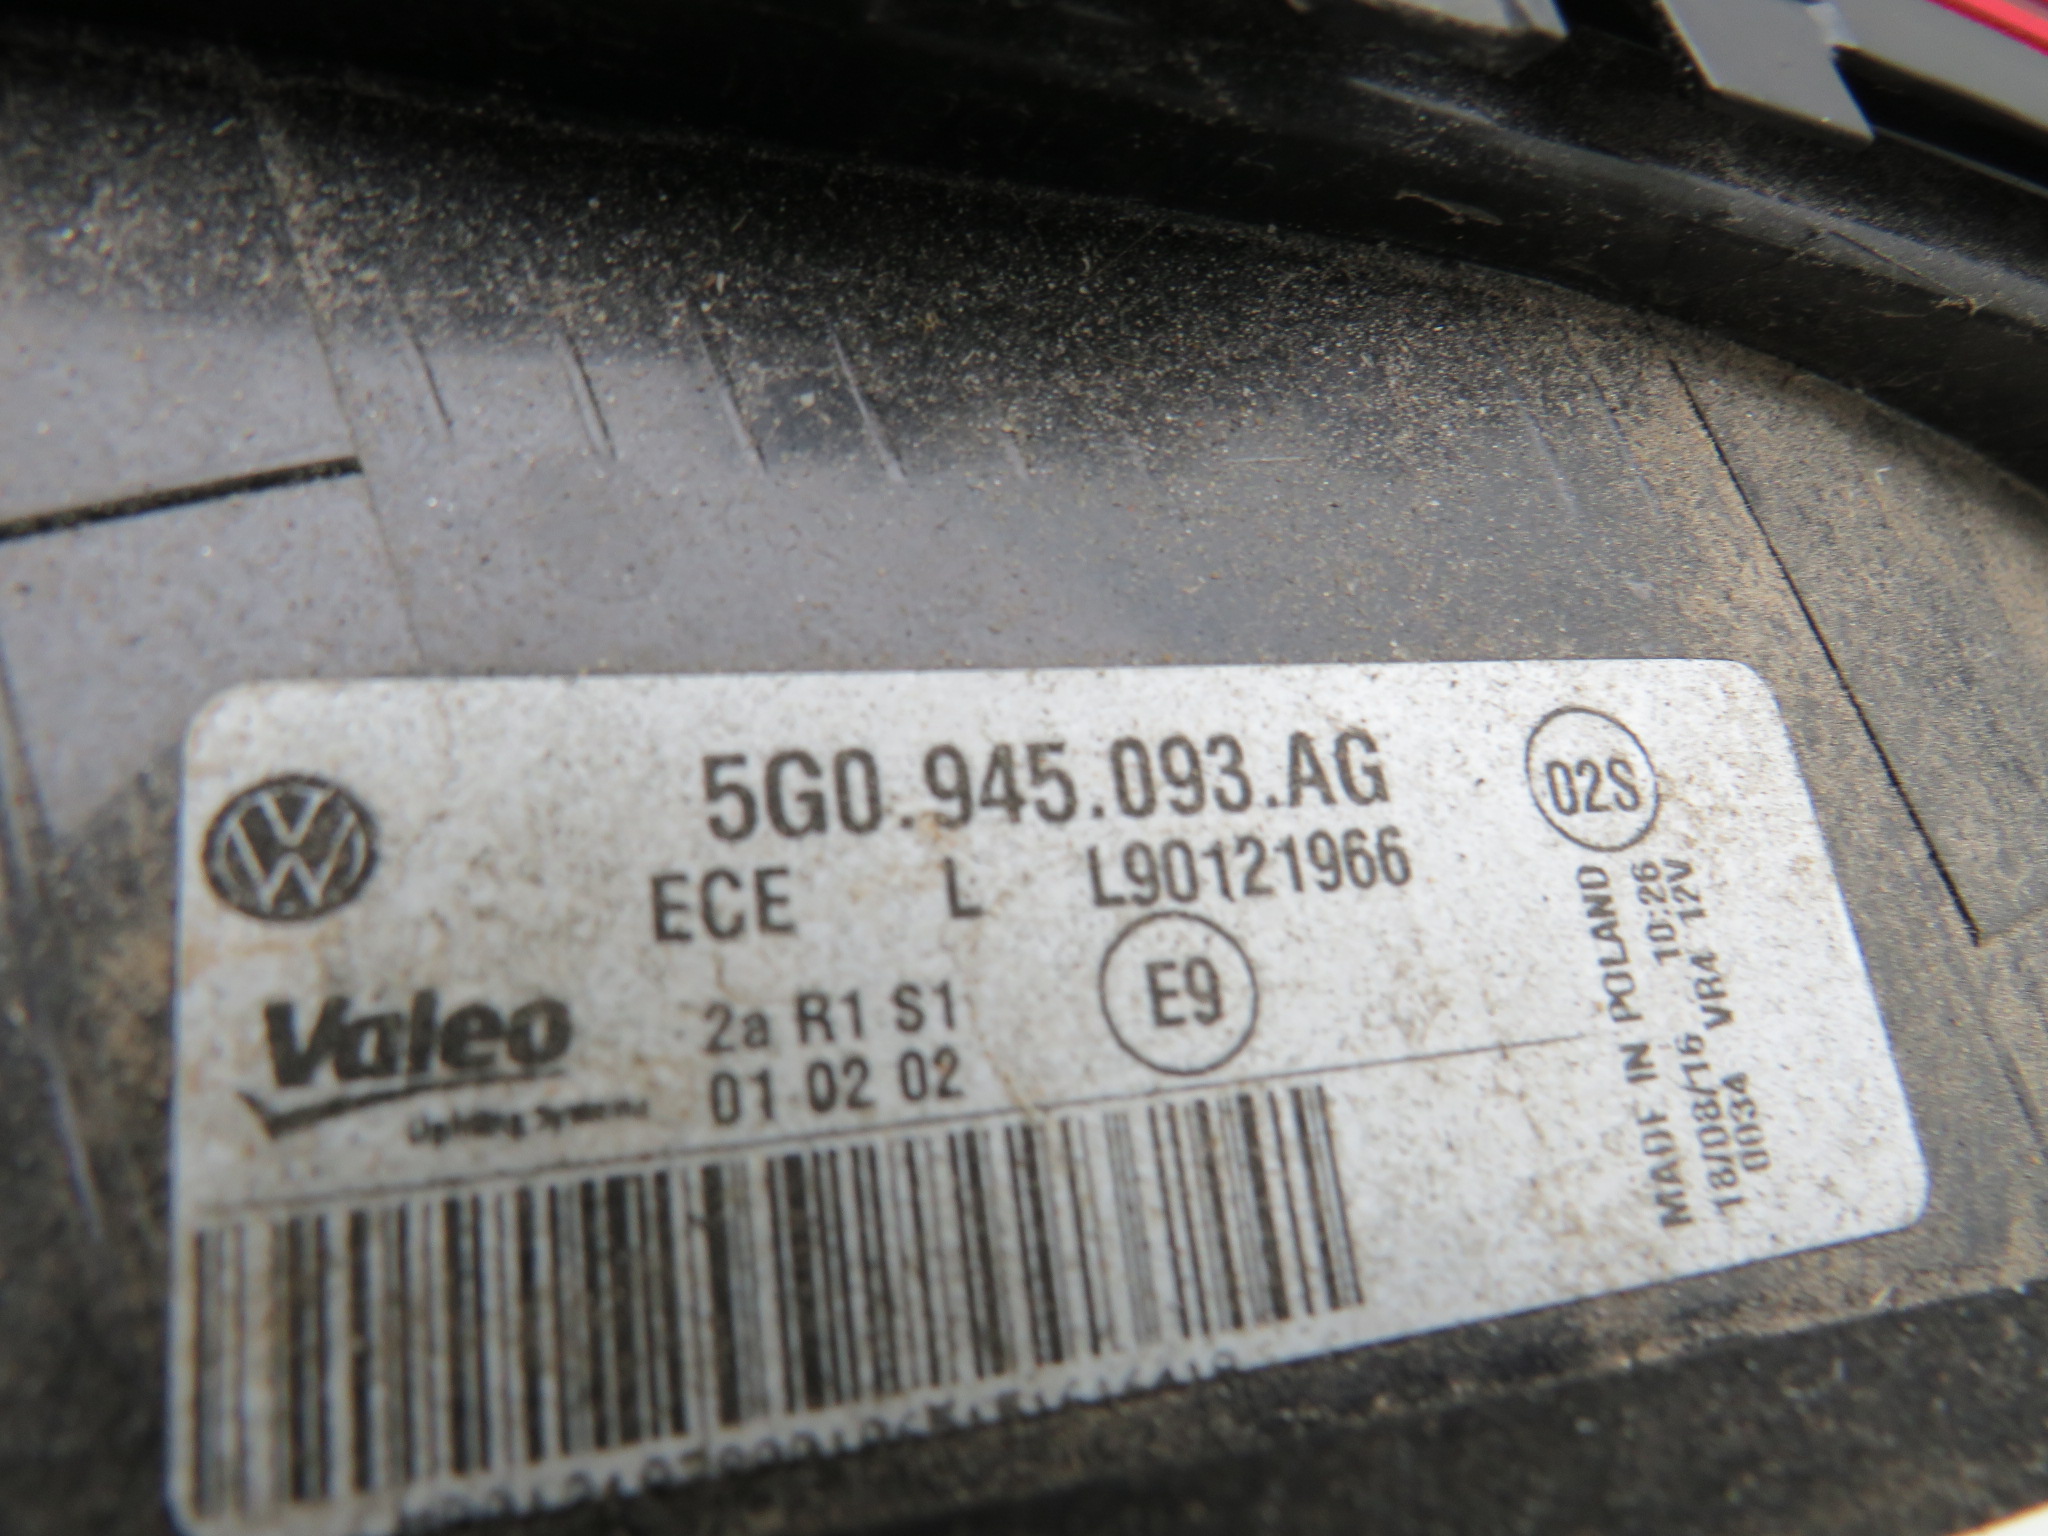 5G0.945.093.AG
02S
ECE L L90121966
Valeo
Lighting Systems
2a R1 S1
01 02 02
E9
MADE IN POLAND 10:26
18/08/16 VR4 12V
0034